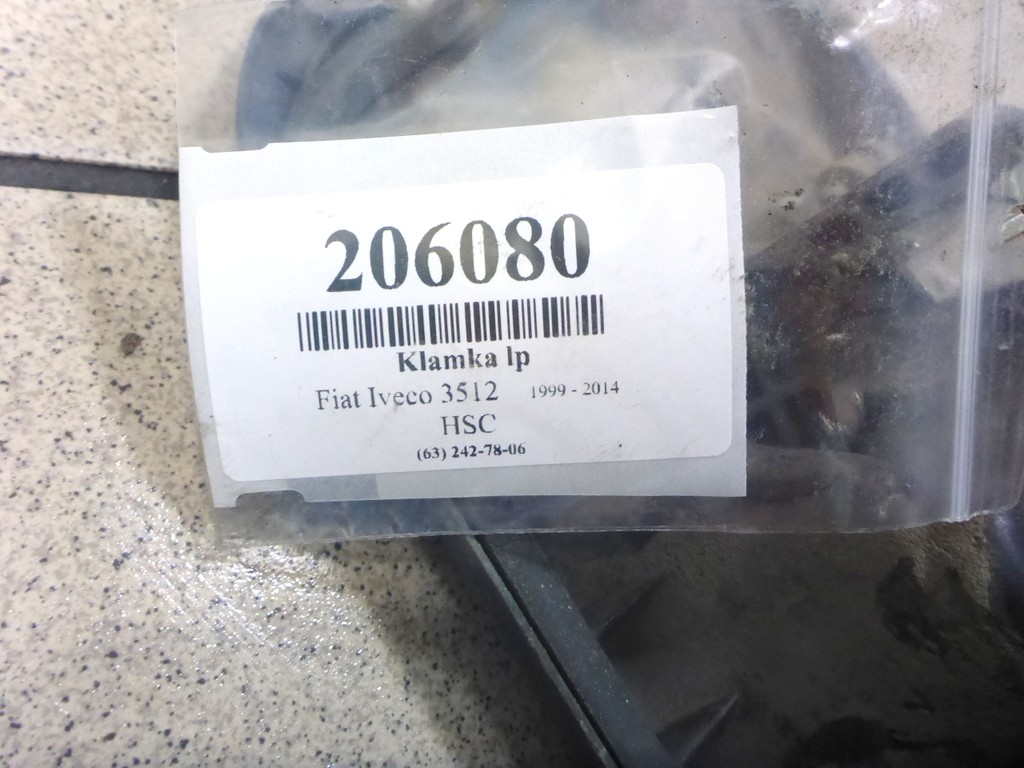 206080
Klamka lp
Fiat Iveco 3512 1999 - 2014
HSC
(63) 242-78-06